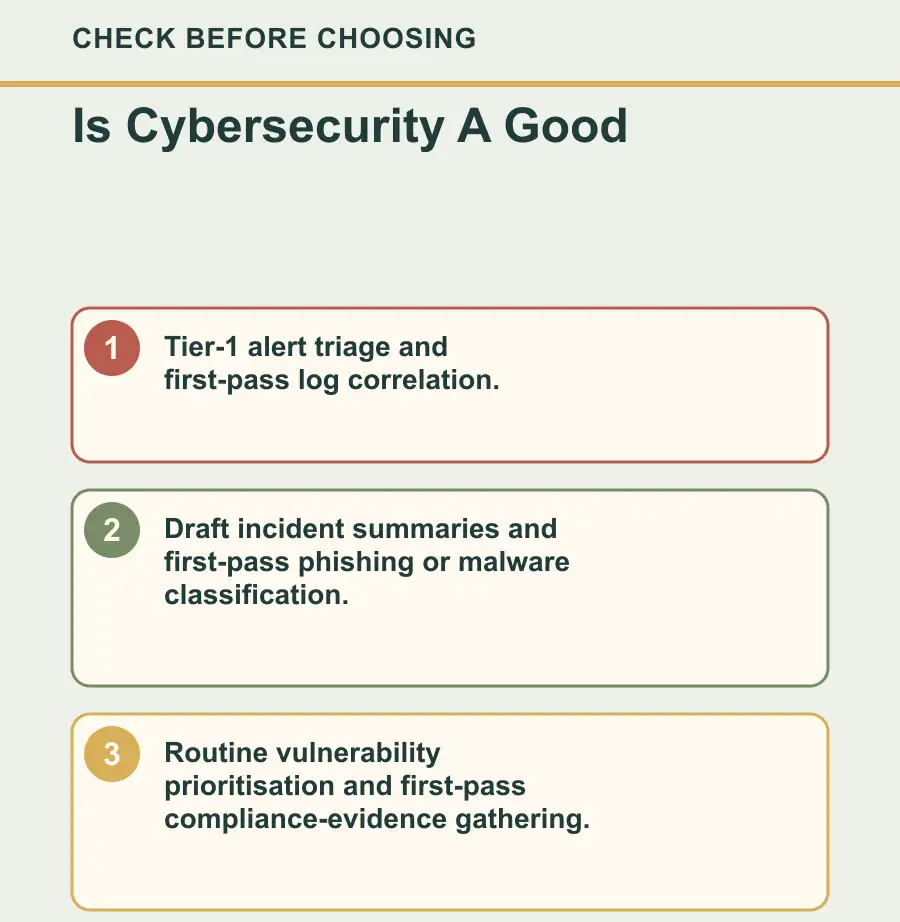 CHECK BEFORE CHOOSING
Is Cybersecurity A Good
1
Tier-1 alert triage and
first-pass log correlation.
2
Draft incident summaries and
first-pass phishing or malware
classification.
3
Routine vulnerability
prioritisation and first-pass
compliance-evidence gathering.